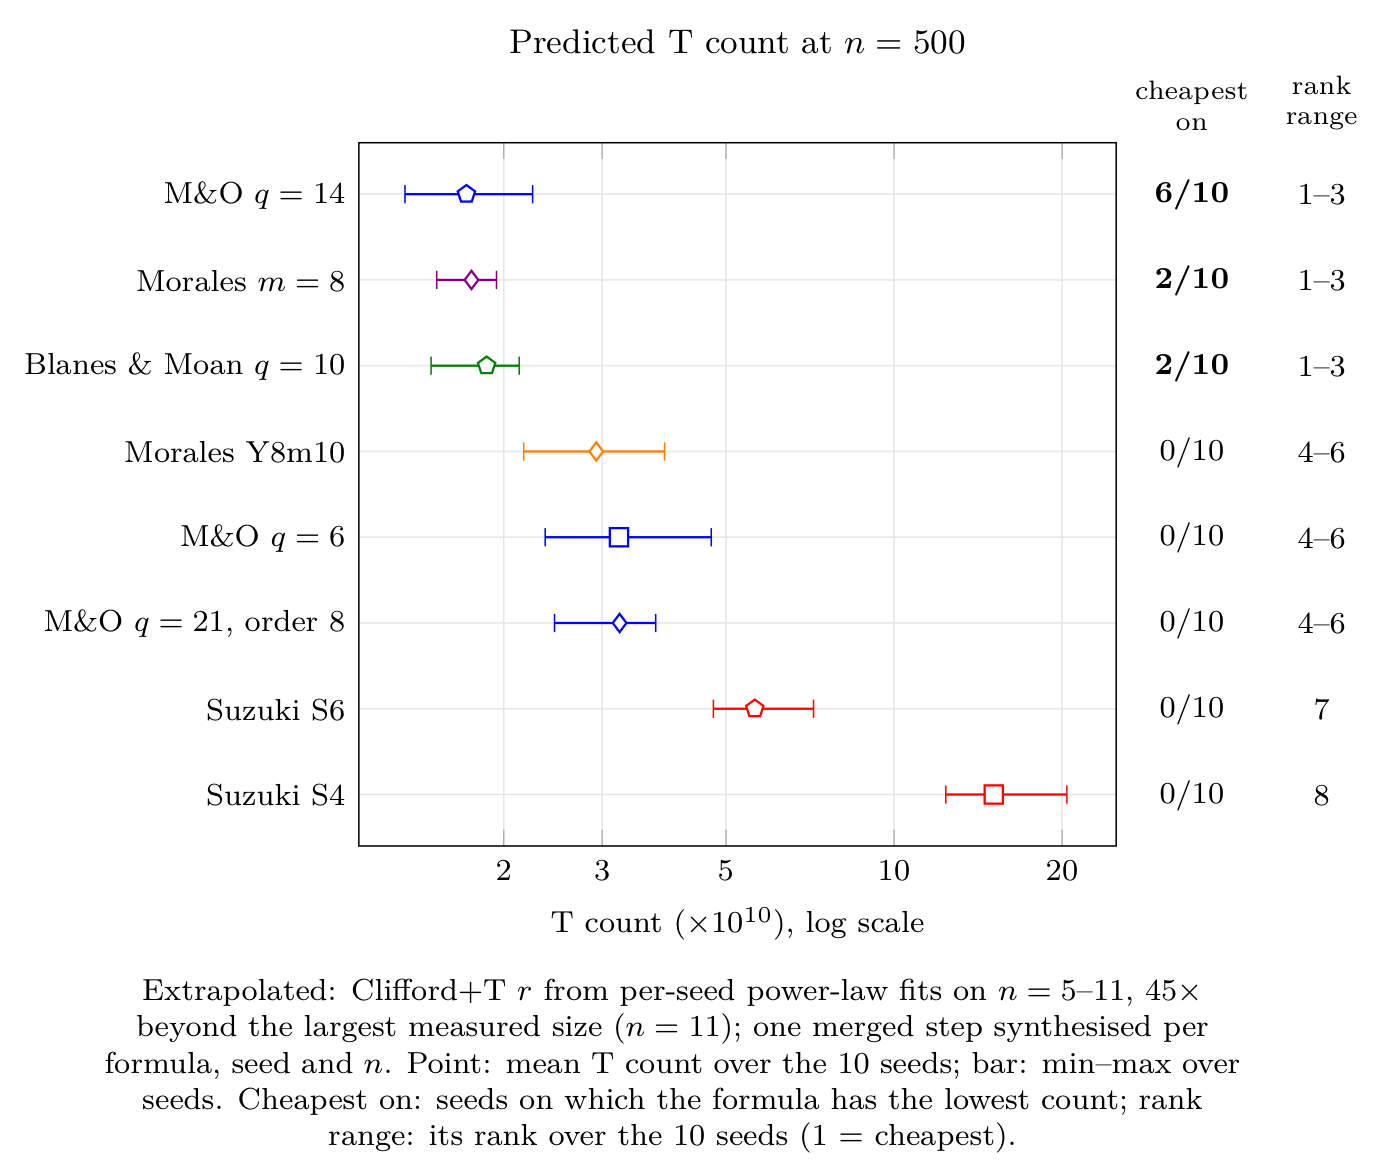 Predicted T count at n = 500
cheapest on
rank range
M&O q = 14 6/10 1–3
Morales m = 8 2/10 1–3
Blanes & Moan q = 10 2/10 1–3
Morales Y8m10 0/10 4–6
M&O q = 6 0/10 4–6
M&O q = 21, order 8 0/10 4–6
Suzuki S6 0/10 7
Suzuki S4 0/10 8
2 3 5 10 20
T count (×10¹⁰), log scale
Extrapolated: Clifford+T r from per-seed power-law fits on n = 5–11, 45×
beyond the largest measured size (n = 11); one merged step synthesised per
formula, seed and n. Point: mean T count over the 10 seeds; bar: min–max over
seeds. Cheapest on: seeds on which the formula has the lowest count; rank
range: its rank over the 10 seeds (1 = cheapest).